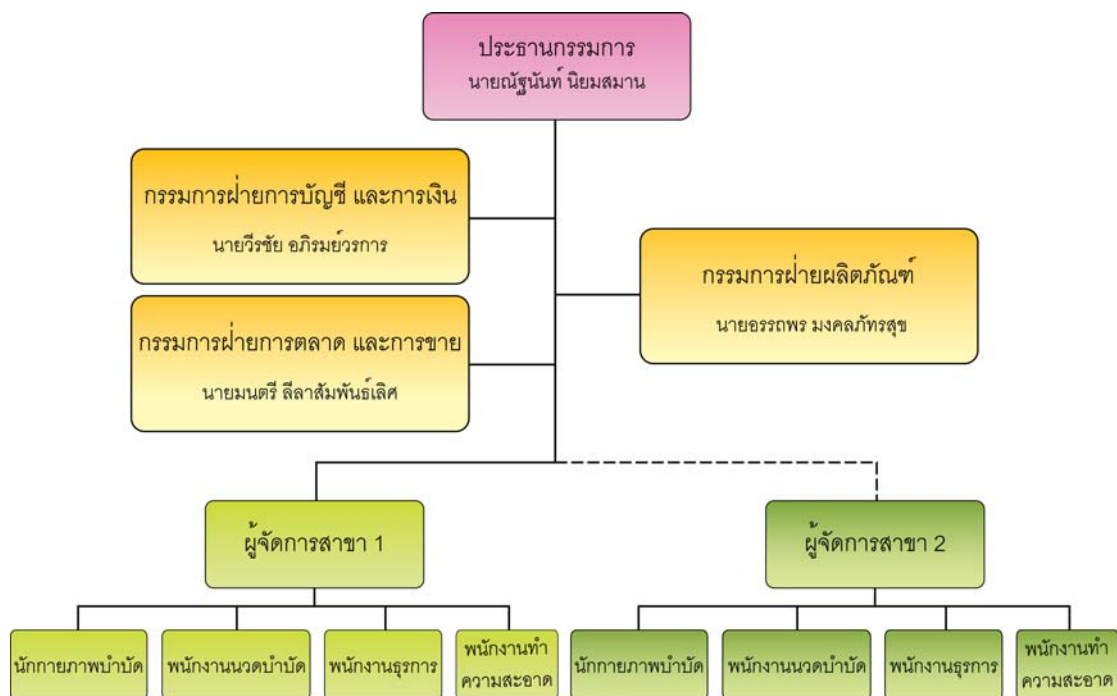 ประธานกรรมการ
นายณัฐนันท์ นิยมสมาน
กรรมการฝ่ายการบัญชี และการเงิน
นายวีรชัย อภิรมย์วรการ
กรรมการฝ่ายผลิตภัณฑ์
นายอรรถพร มงคลภัทรสุข
กรรมการฝ่ายการตลาด และการขาย
นายมนตรี ลีลาสัมพันธ์เลิศ
ผู้จัดการสาขา 1
ผู้จัดการสาขา 2
นักกายภาพบำบัด
พนักงานนวดบำบัด
พนักงานธุรการ
พนักงานทำ
ความสะอาด
นักกายภาพบำบัด
พนักงานนวดบำบัด
พนักงานธุรการ
พนักงานทำ
ความสะอาด